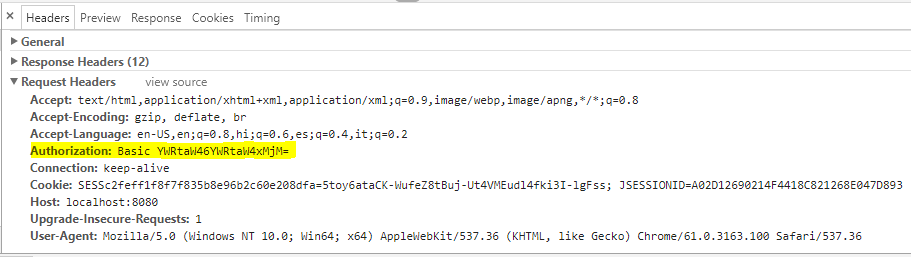 Headers Preview Response Cookies Timing
General
Response Headers (12)
Request Headers view source
Accept: text/html,application/xhtml+xml,application/xml;q=0.9,image/webp,image/apng,*/*;q=0.8
Accept-Encoding: gzip, deflate, br
Accept-Language: en-US,en;q=0.8,hi;q=0.6,es;q=0.4,it;q=0.2
Authorization: Basic YWRtaW46YWRtaW4xMjM=
Connection: keep-alive
Cookie: SESSc2feff1f8f7f835b8e96b2c60e208dfa=5toy6ataCK-WufeZ8tBuj-Ut4VMEudl4fki3I-lgFss; JSESSIONID=A02D12690214F4418C821268E047D893
Host: localhost:8080
Upgrade-Insecure-Requests: 1
User-Agent: Mozilla/5.0 (Windows NT 10.0; Win64; x64) AppleWebKit/537.36 (KHTML, like Gecko) Chrome/61.0.3163.100 Safari/537.36